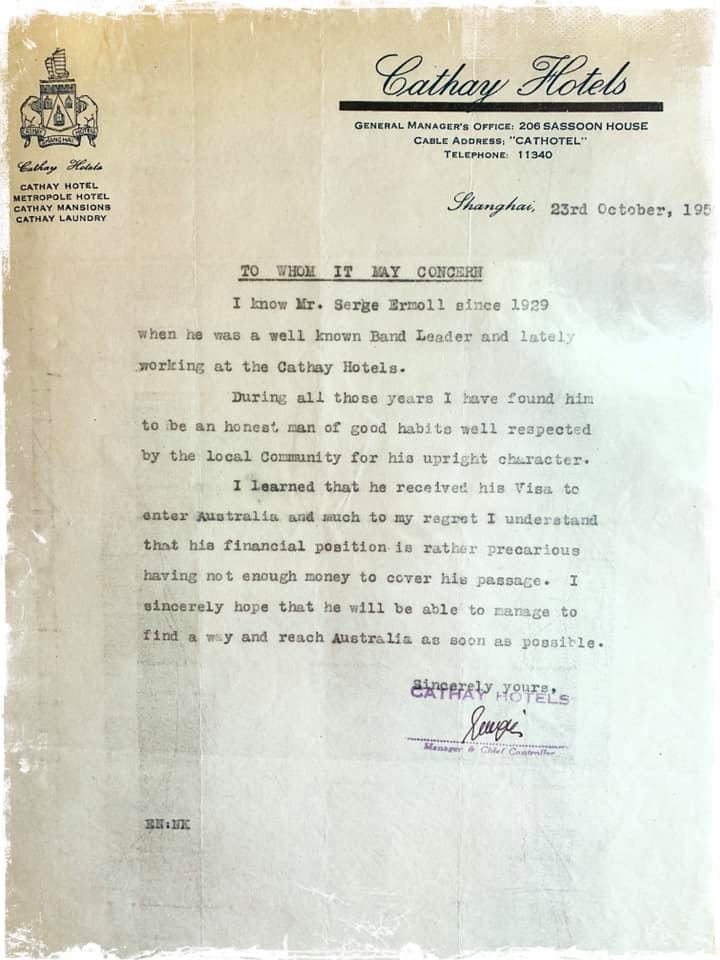 Cathay Hotels
GENERAL MANAGER'S OFFICE: 206 SASSOON HOUSE
CABLE ADDRESS: "CATHOTEL"
TELEPHONE: 11340
CATHAY SHANGHAI HOTEL
Cathay Hotels
CATHAY HOTEL
METROPOLE HOTEL
CATHAY MANSIONS
CATHAY LAUNDRY
Shanghai, 23rd October, 195
TO WHOM IT MAY CONCERN
I know Mr. Serge Ermoll since 1929
when he was a well known Band Leader and lately
working at the Cathay Hotels.
During all those years I have found him
to be an honest man of good habits well respected
by the local Community for his upright character.
I learned that he received his Visa to
enter Australia and much to my regret I understand
that his financial position is rather precarious
having not enough money to cover his passage. I
sincerely hope that he will be able to manage to
find a way and reach Australia as soon as possible.
Sincerely yours,
CATHAY HOTELS
Manager & Chief Controller
EN:NK